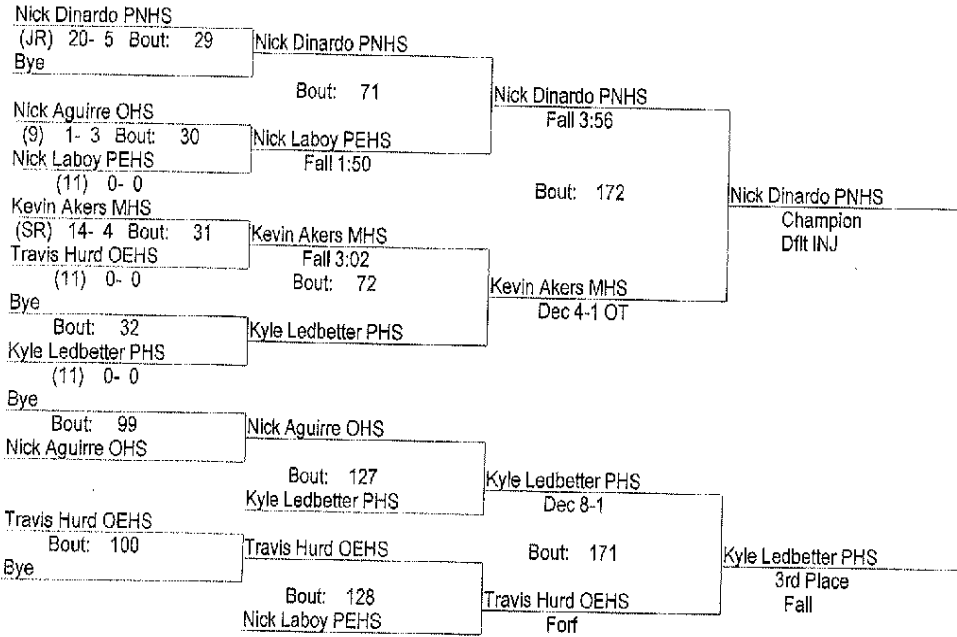 Nick Dinardo PNHS
(JR) 20- 5 Bout: 29
Bye
Nick Dinardo PNHS
Bout: 71
Nick Aguirre OHS
(9) 1- 3 Bout: 30
Nick Laboy PEHS
(11) 0- 0
Nick Laboy PEHS
Fall 1:50
Nick Dinardo PNHS
Fall 3:56
Bout: 172
Kevin Akers MHS
(SR) 14- 4 Bout: 31
Travis Hurd OEHS
(11) 0- 0
Kevin Akers MHS
Fall 3:02
Bout: 72
Bye
Bout: 32
Kyle Ledbetter PHS
(11) 0- 0
Kyle Ledbetter PHS
Kevin Akers MHS
Dec 4-1 OT
Nick Dinardo PNHS
Champion
Dflt INJ
Bye
Bout: 99
Nick Aguirre OHS
Nick Aguirre OHS
Bout: 127
Kyle Ledbetter PHS
Kyle Ledbetter PHS
Dec 8-1
Bout: 171
Travis Hurd OEHS
Bout: 100
Bye
Travis Hurd OEHS
Bout: 128
Nick Laboy PEHS
Travis Hurd OEHS
Forf
Kyle Ledbetter PHS
3rd Place
Fall